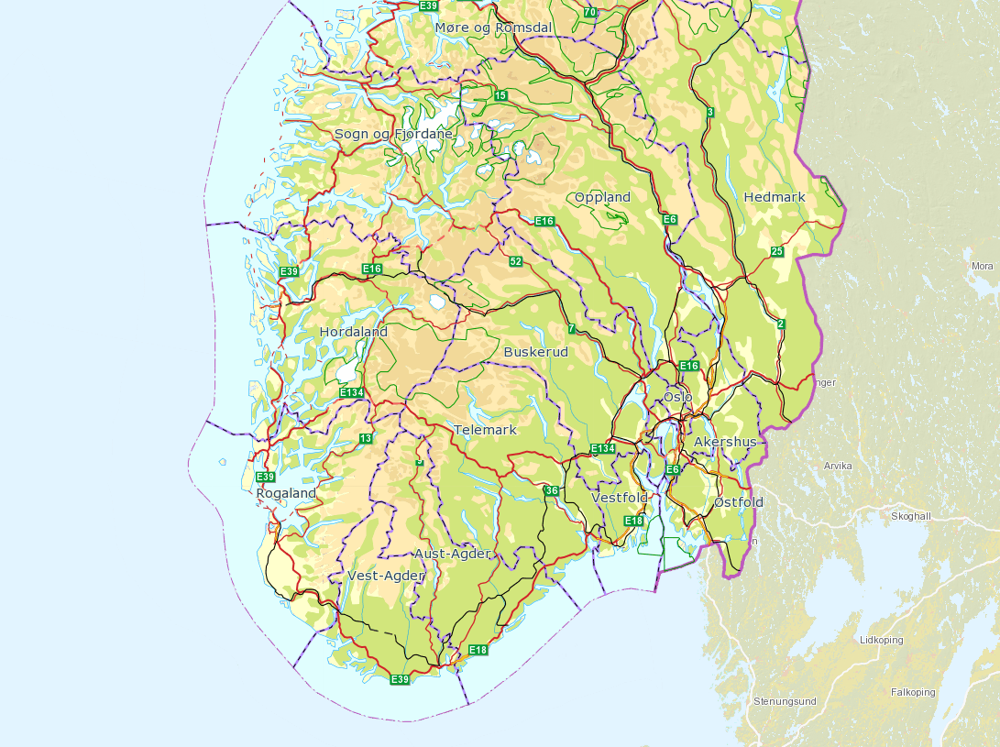 E39
70
Møre og Romsdal
15
3
Sogn og Fjordane
Oppland
Hedmark
E6
E16
25
52
E16
E39
Mora
2
7
Hordaland
Buskerud
E16
nger
E134
Oslo
Telemark
13
Akershus
E134
9
E6
Arvika
E39
Rogaland
36
Vestfold
Østfold
E18
Skoghall
n
Aust-Agder
Vest-Agder
Lidkoping
E18
E39
Falkoping
Stenungsund